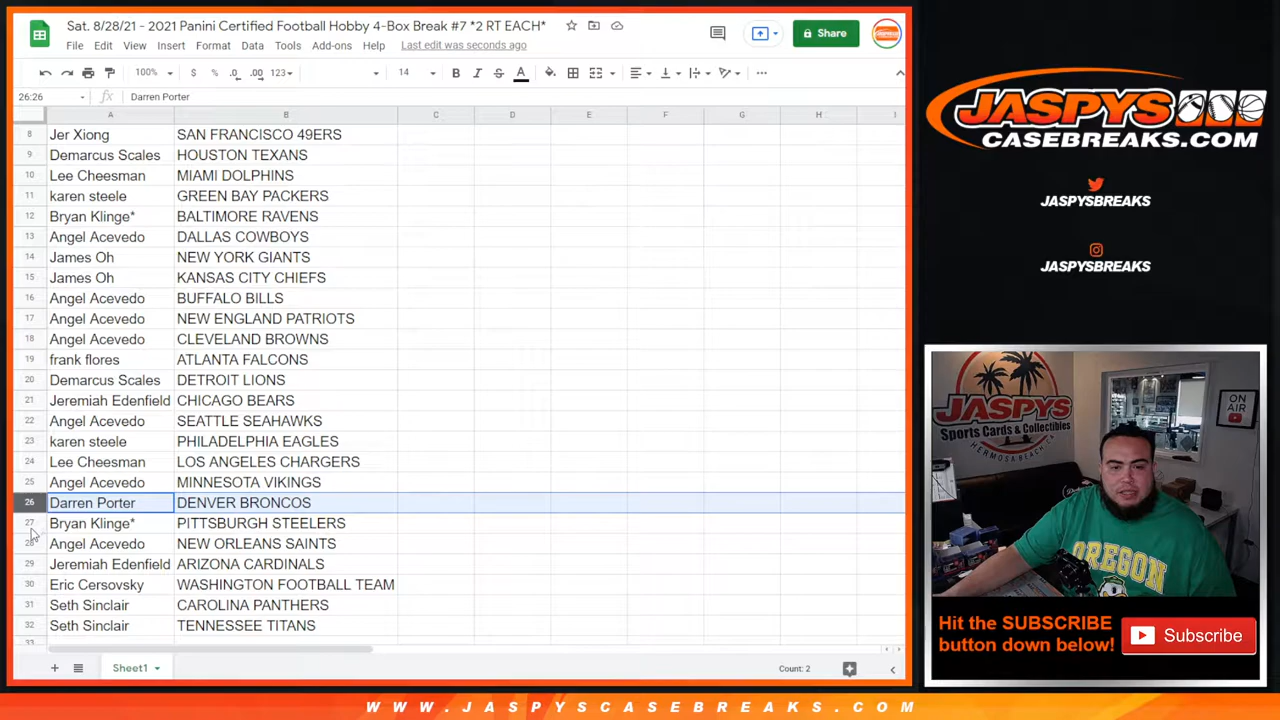 Sat. 8/28/21 - 2021 Panini Certified Football Hobby 4-Box Break #7 *2 RT EACH*
File Edit View Insert Format Data Tools Add-ons Help Last edit was seconds ago
Share
100% $ % .0 .00 123 14 B I S A
26:26 fx Darren Porter
A B C D E F G H I
8 Jer Xiong SAN FRANCISCO 49ERS
9 Demarcus Scales HOUSTON TEXANS
10 Lee Cheesman MIAMI DOLPHINS
11 karen steele GREEN BAY PACKERS
12 Bryan Klinge* BALTIMORE RAVENS
13 Angel Acevedo DALLAS COWBOYS
14 James Oh NEW YORK GIANTS
15 James Oh KANSAS CITY CHIEFS
16 Angel Acevedo BUFFALO BILLS
17 Angel Acevedo NEW ENGLAND PATRIOTS
18 Angel Acevedo CLEVELAND BROWNS
19 frank flores ATLANTA FALCONS
20 Demarcus Scales DETROIT LIONS
21 Jeremiah Edenfield CHICAGO BEARS
22 Angel Acevedo SEATTLE SEAHAWKS
23 karen steele PHILADELPHIA EAGLES
24 Lee Cheesman LOS ANGELES CHARGERS
25 Angel Acevedo MINNESOTA VIKINGS
26 Darren Porter DENVER BRONCOS
27 Bryan Klinge* PITTSBURGH STEELERS
28 Angel Acevedo NEW ORLEANS SAINTS
29 Jeremiah Edenfield ARIZONA CARDINALS
30 Eric Cersovsky WASHINGTON FOOTBALL TEAM
31 Seth Sinclair CAROLINA PANTHERS
32 Seth Sinclair TENNESSEE TITANS
33
Sheet1 Count: 2
JASPYS
CASEBREAKS.COM
JASPYSBREAKS
JASPYSBREAKS
JASPYS
Sports Cards & Collectibles
HERMOSA BEACH, CA
ON AIR
OREGON
Hit the SUBSCRIBE
button down below!
Subscribe
WWW.JASPYSCASEBREAKS.COM